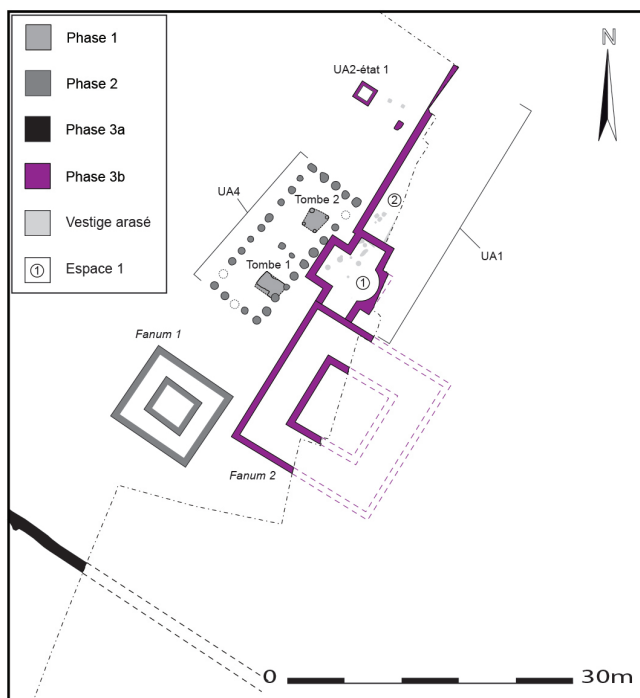 Phase 1
Phase 2
Phase 3a
Phase 3b
Vestige arasé
① Espace 1
N
UA2-état 1
UA4
Tombe 2
②
UA1
Tombe 1
①
Fanum 1
Fanum 2
0 30m